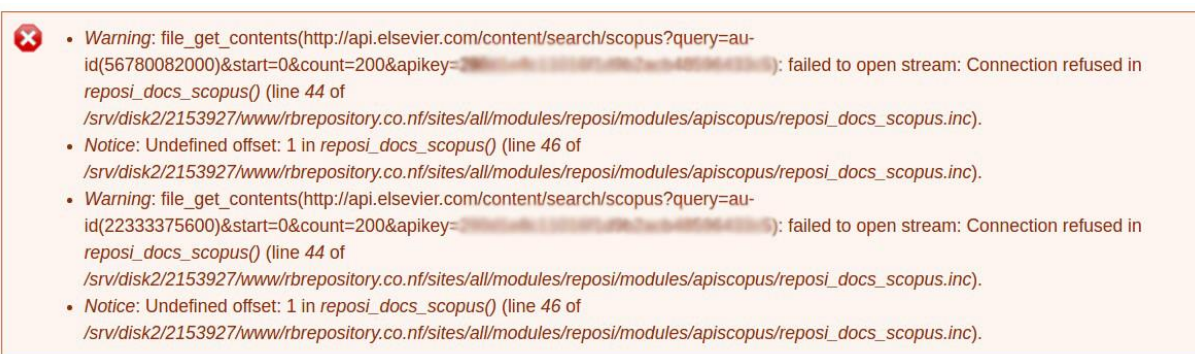 Warning: file_get_contents(http://api.elsevier.com/content/search/scopus?query=au-
id(56780082000)&start=0&count=200&apikey=): failed to open stream: Connection refused in
reposi_docs_scopus() (line 44 of
/srv/disk2/2153927/www/rbrepository.co.nf/sites/all/modules/reposi/modules/apiscopus/reposi_docs_scopus.inc).
Notice: Undefined offset: 1 in reposi_docs_scopus() (line 46 of
/srv/disk2/2153927/www/rbrepository.co.nf/sites/all/modules/reposi/modules/apiscopus/reposi_docs_scopus.inc).
Warning: file_get_contents(http://api.elsevier.com/content/search/scopus?query=au-
id(22333375600)&start=0&count=200&apikey=): failed to open stream: Connection refused in
reposi_docs_scopus() (line 44 of
/srv/disk2/2153927/www/rbrepository.co.nf/sites/all/modules/reposi/modules/apiscopus/reposi_docs_scopus.inc).
Notice: Undefined offset: 1 in reposi_docs_scopus() (line 46 of
/srv/disk2/2153927/www/rbrepository.co.nf/sites/all/modules/reposi/modules/apiscopus/reposi_docs_scopus.inc).